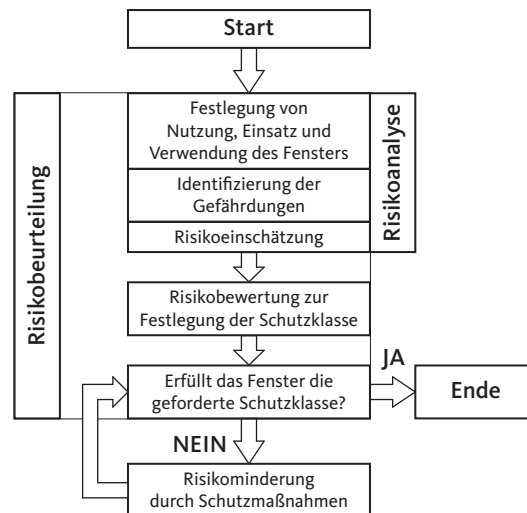 Start
Festlegung von
Nutzung, Einsatz und
Verwendung des Fensters
Risikoanalyse
Identifizierung der
Gefährdungen
Risikoeinschätzung
Risikobeurteilung
Risikobewertung zur
Festlegung der Schutzklasse
Erfüllt das Fenster die
geforderte Schutzklasse?
JA
Ende
NEIN
Risikominderung
durch Schutzmaßnahmen